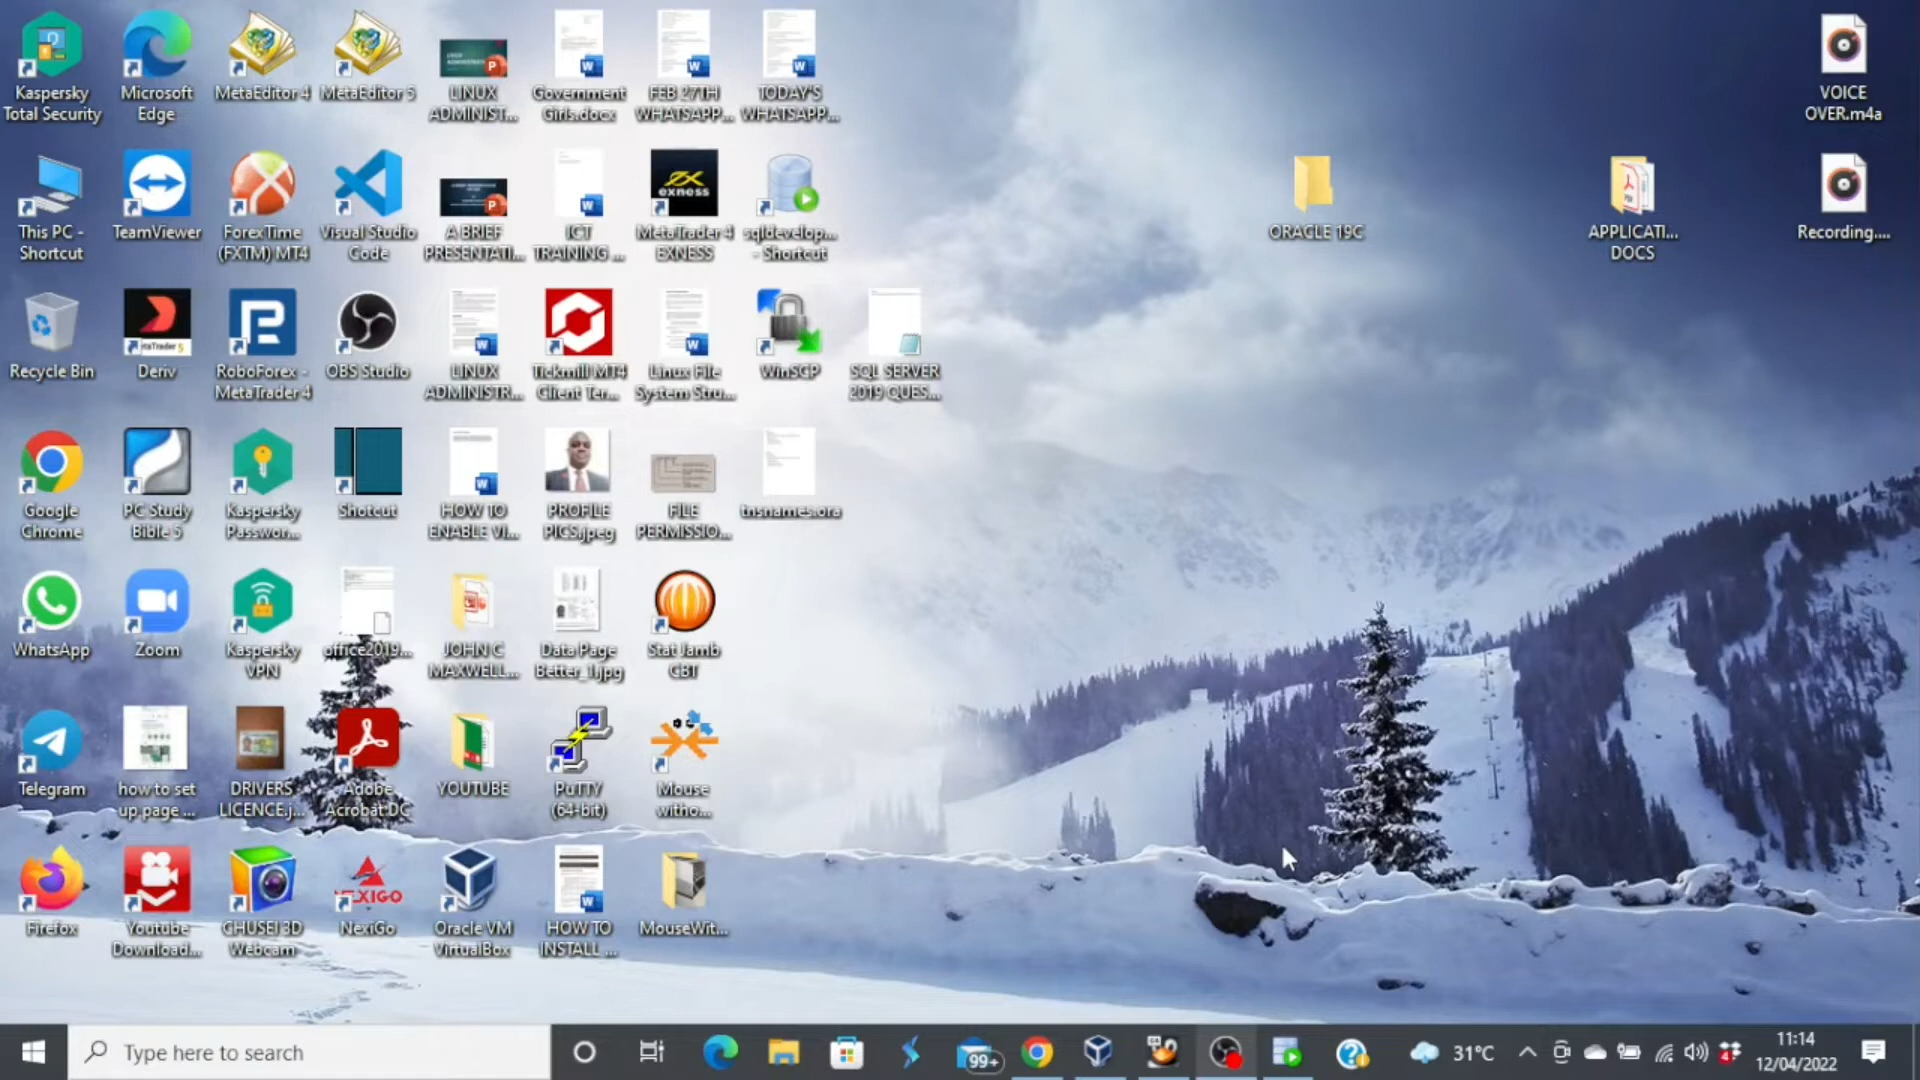 Kaspersky
Total Security
Microsoft
Edge
MetaEditor 4
MetaEditor 5
LINUX
ADMINIST...
Government
Girls.docx
FEB 27TH
WHATSAPP...
TODAY'S
WHATSAPP...
VOICE
OVER.m4a
This PC -
Shortcut
TeamViewer
ForexTime
(FXTM) MT4
Visual Studio
Code
A BRIEF
PRESENTATI...
ICT
TRAINING ...
exness
MetaTrader 4
EXNESS
sqldevelop...
- Shortcut
ORACLE 19C
APPLICATI...
DOCS
Recording....
Recycle Bin
Deriv
RoboForex -
MetaTrader 4
OBS Studio
LINUX
ADMINISTR...
Tickmill MT4
Client Ter...
Linux File
System Stru...
WinSCP
SQL SERVER
2019 QUES...
Google
Chrome
PC Study
Bible 5
Kaspersky
Passwor...
Shotcut
HOW TO
ENABLE VI...
PROFILE
PICS.jpeg
FILE
PERMISSIO...
tnsnames.ora
WhatsApp
Zoom
Kaspersky
VPN
office2019...
JOHN C
MAXWELL...
Data Page
Better_1.jpg
Stat Jamb
CBT
Telegram
how to set
up page ...
DRIVERS
LICENCE.j...
Adobe
Acrobat DC
YOUTUBE
PuTTY
(64-bit)
Mouse
witho...
Firefox
Youtube
Download...
CHUSEI 3D
Webcam
NEXIGO
NexiGo
Oracle VM
VirtualBox
HOW TO
INSTALL ...
MouseWit...
Type here to search
99+
31°C
4
11:14
12/04/2022